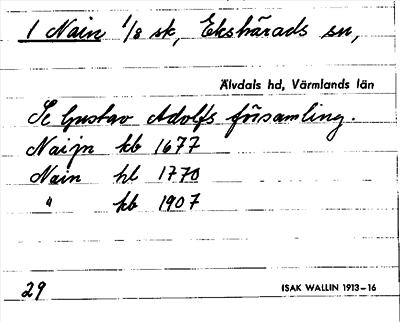 1 Nain 1/8 sk, Ekshärads sn,
Älvdals hd, Värmlands län
Se Gustav Adolfs församling.
Naijn kb 1677
Nain hl 1770
" kb 1907
29
ISAK WALLIN 1913–16